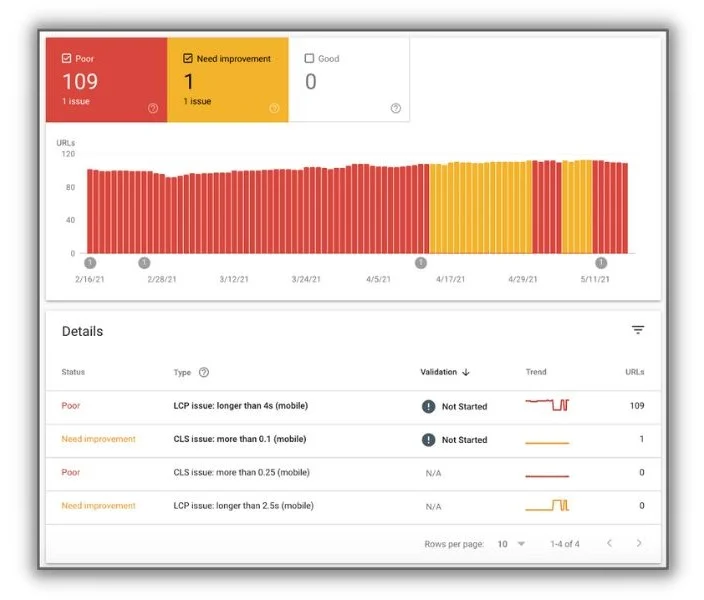 Poor
109
1 issue
Need improvement
1
1 issue
Good
0
URLs
120
80
40
0
1 1 1 1
2/16/21 2/28/21 3/12/21 3/24/21 4/5/21 4/17/21 4/29/21 5/11/21
Details
Status Type Validation Trend URLs
Poor LCP issue: longer than 4s (mobile) Not Started 109
Need improvement CLS issue: more than 0.1 (mobile) Not Started 1
Poor CLS issue: more than 0.25 (mobile) N/A 0
Need improvement LCP issue: longer than 2.5s (mobile) N/A 0
Rows per page: 10 1-4 of 4